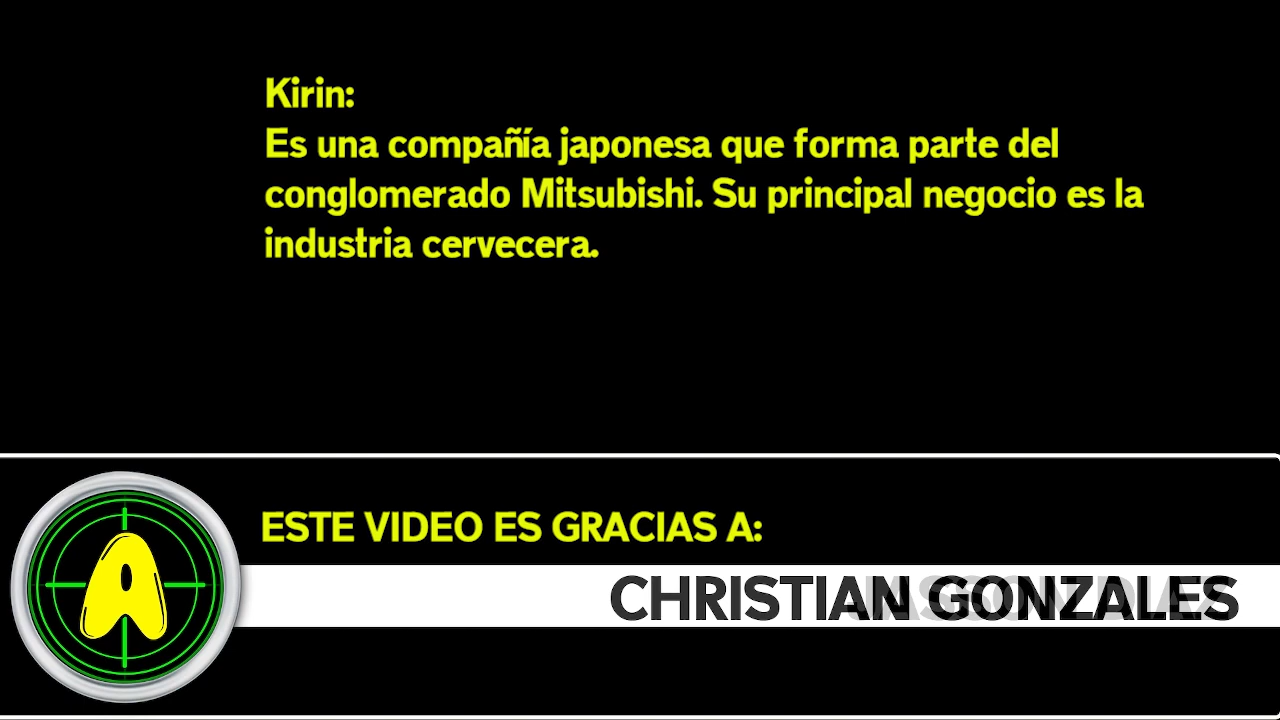 Kirin:
Es una compañía japonesa que forma parte del
conglomerado Mitsubishi. Su principal negocio es la
industria cervecera.
A
ESTE VIDEO ES GRACIAS A:
CHRISTIAN GONZALES